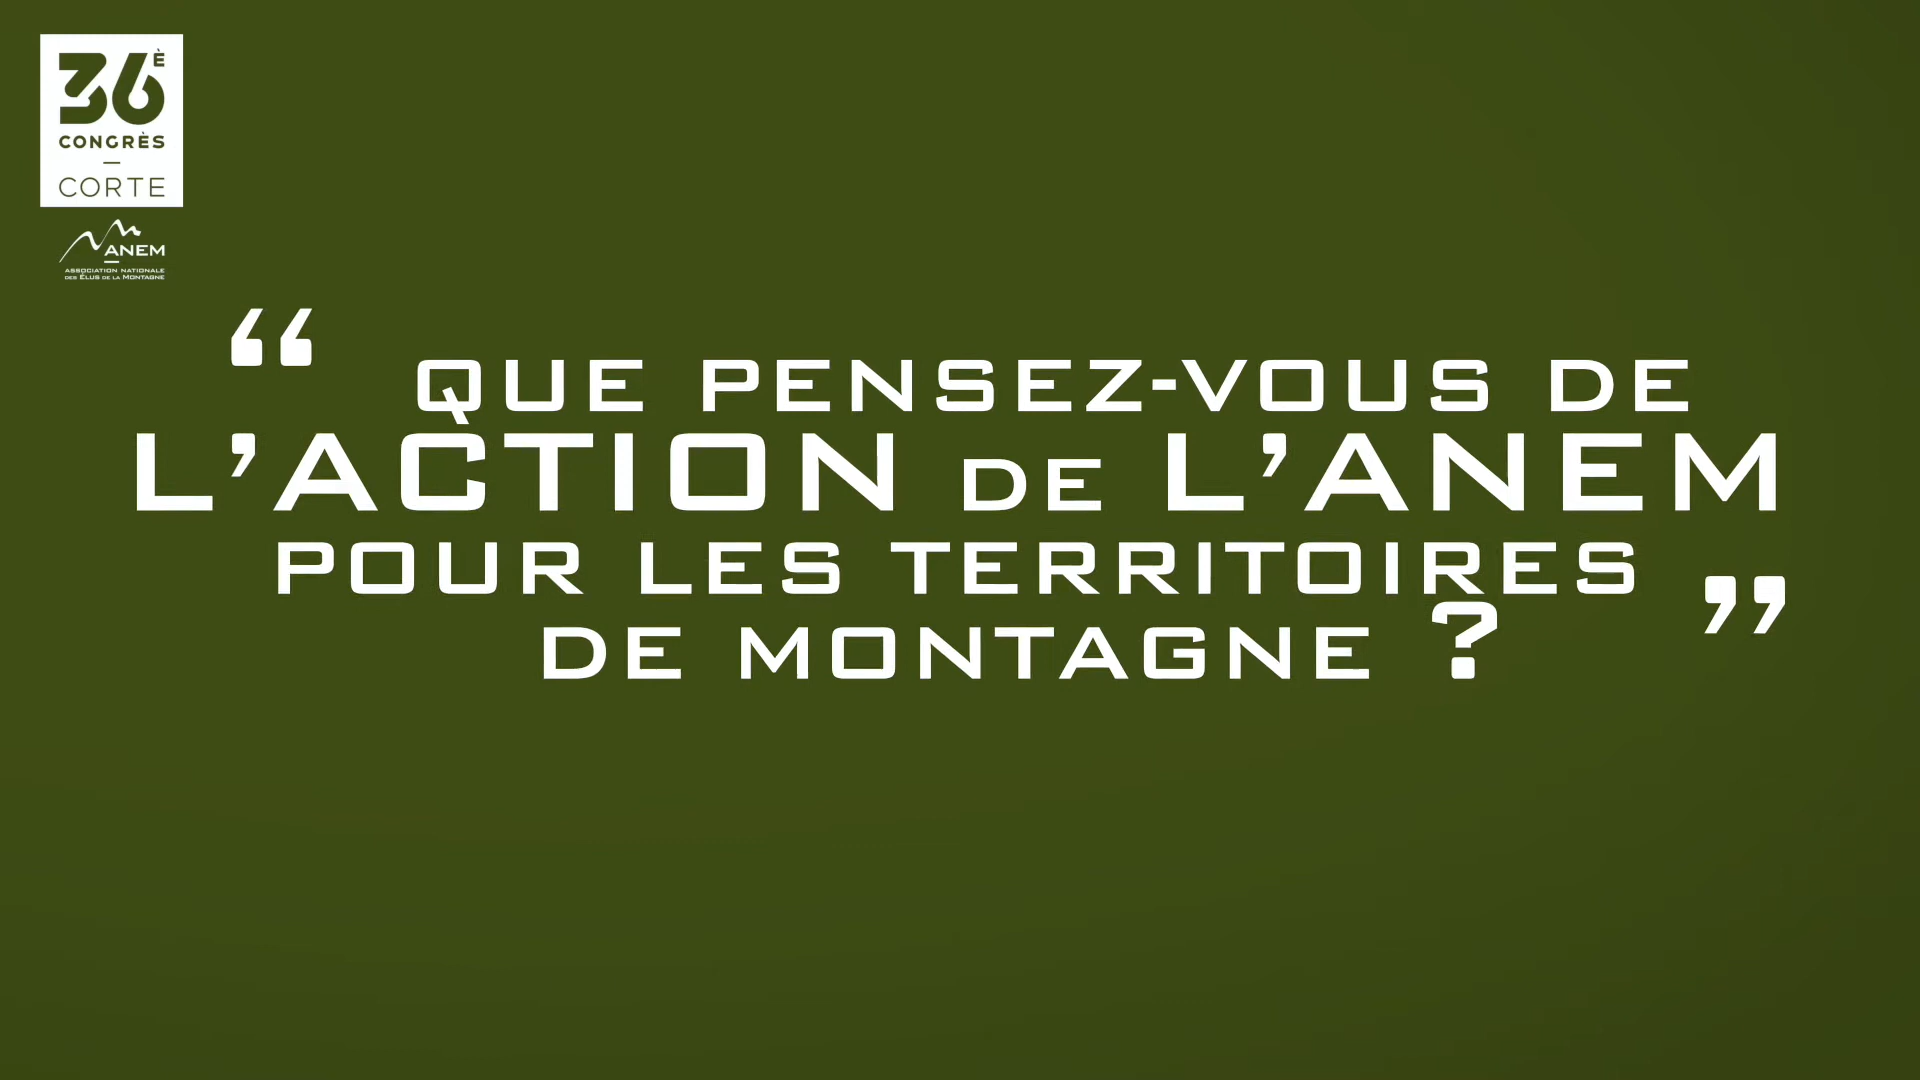 36È
CONGRÈS
—
CORTE
ANEM
ASSOCIATION NATIONALE
DES ÉLUS DE LA MONTAGNE
“ QUE PENSEZ-VOUS DE
L’ACTION DE L’ANEM
POUR LES TERRITOIRES
DE MONTAGNE ? ”